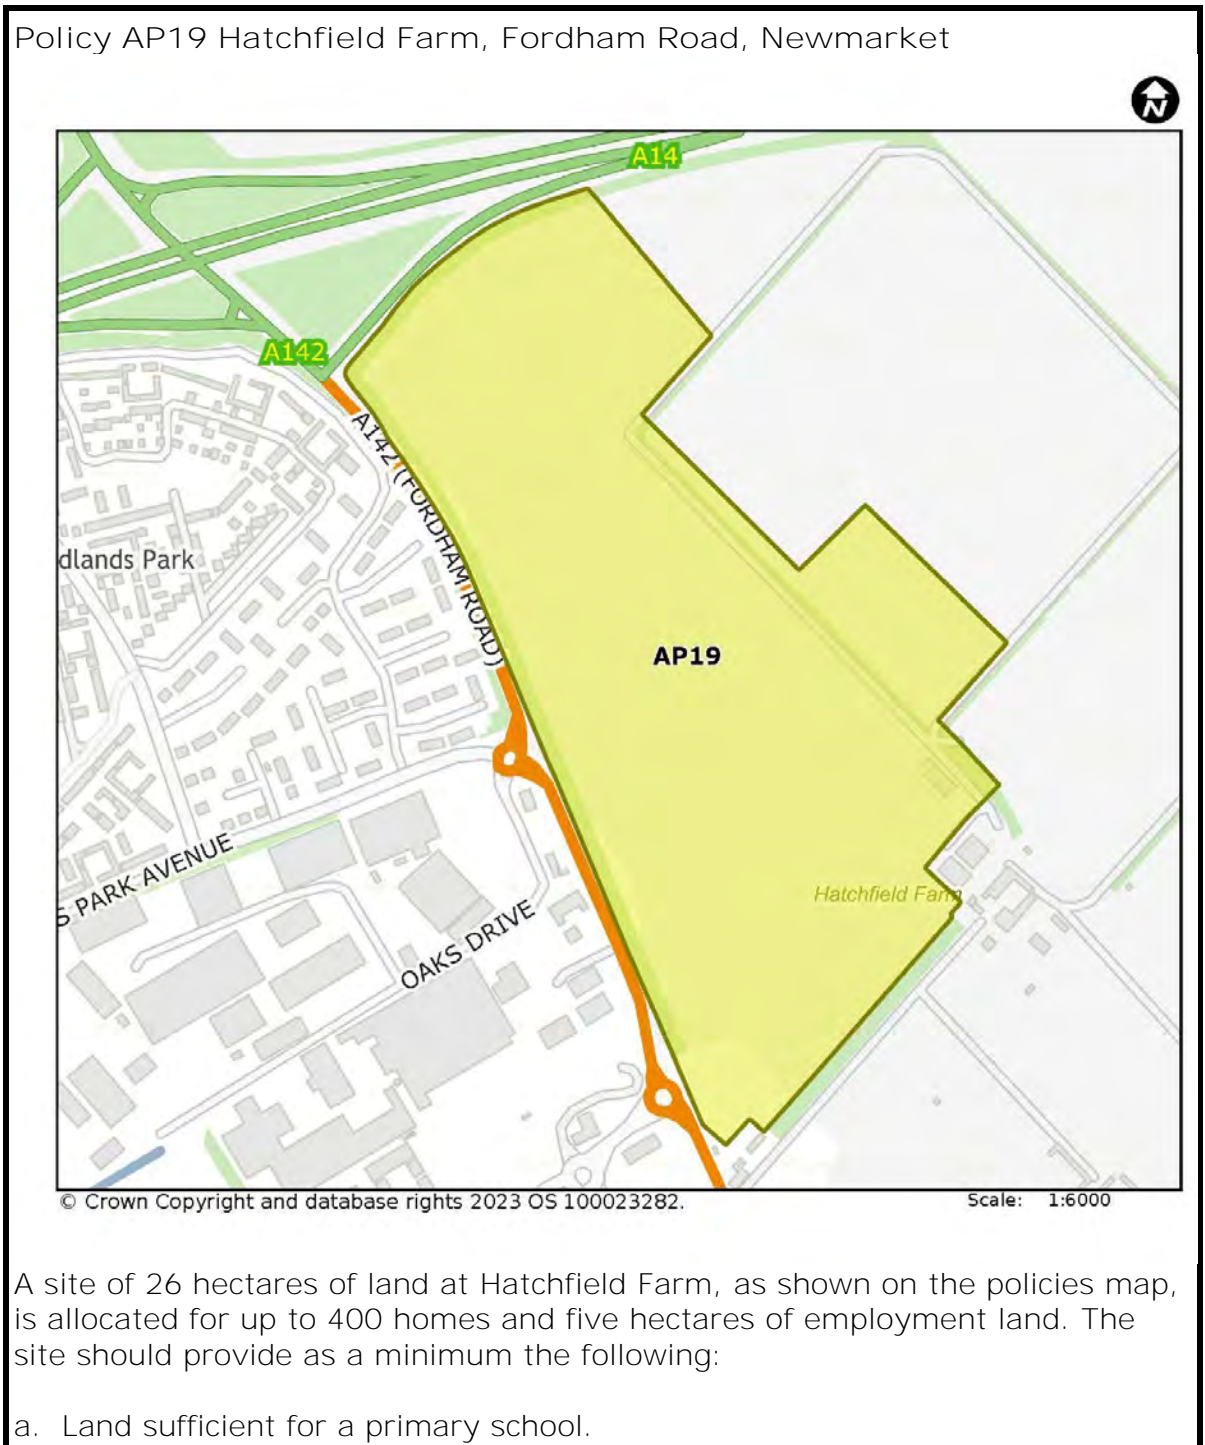 Policy AP19 Hatchfield Farm, Fordham Road, Newmarket
N
A14
A142
A142 (FORDHAM ROAD)
dlands Park
AP19
S PARK AVENUE
Hatchfield Farm
OAKS DRIVE
© Crown Copyright and database rights 2023 OS 100023282.
Scale: 1:6000
A site of 26 hectares of land at Hatchfield Farm, as shown on the policies map,
is allocated for up to 400 homes and five hectares of employment land. The
site should provide as a minimum the following:
a. Land sufficient for a primary school.